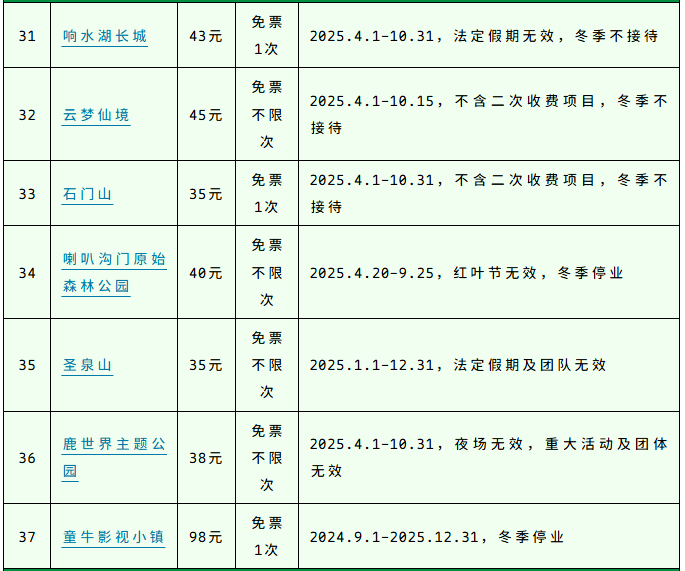 31 响水湖长城 43元 免票 2025.4.1-10.31，法定假期无效，冬季不接待
1次
32 云梦仙境 45元 免票 2025.4.1-10.15，不含二次收费项目，冬季不
不限 接待
次
33 石门山 35元 免票 2025.4.1-10.31，不含二次收费项目，冬季不
1次 接待
34 喇叭沟门原始 40元 免票 2025.4.20-9.25，红叶节无效，冬季停业
森林公园 不限
次
35 圣泉山 35元 免票 2025.1.1-12.31，法定假期及团队无效
不限
次
36 鹿世界主题公 38元 免票 2025.4.1-10.31，夜场无效，重大活动及团体
园 不限 无效
次
37 童牛影视小镇 98元 免票 2024.9.1-2025.12.31，冬季停业
1次